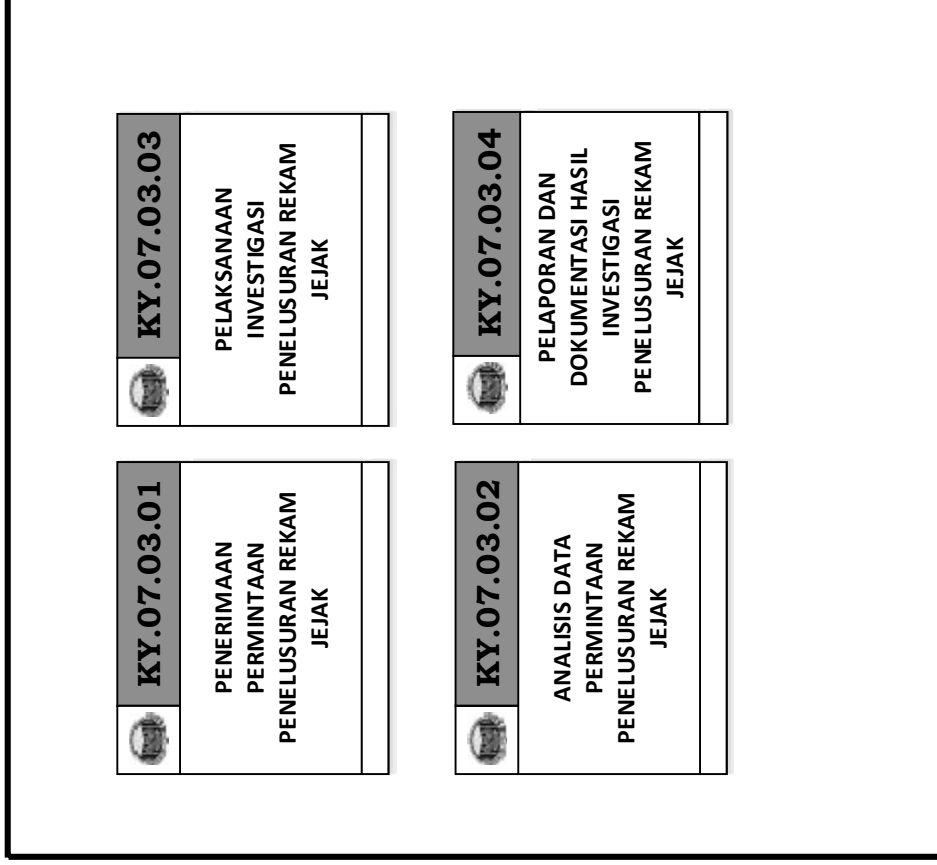 KY.07.03.01
PENERIMAAN
PERMINTAAN
PENELUSURAN REKAM
JEJAK
KY.07.03.03
PELAKSANAAN
INVESTIGASI
PENELUSURAN REKAM
JEJAK
KY.07.03.02
ANALISIS DATA
PERMINTAAN
PENELUSURAN REKAM
JEJAK
KY.07.03.04
PELAPORAN DAN
DOKUMENTASI HASIL
INVESTIGASI
PENELUSURAN REKAM
JEJAK